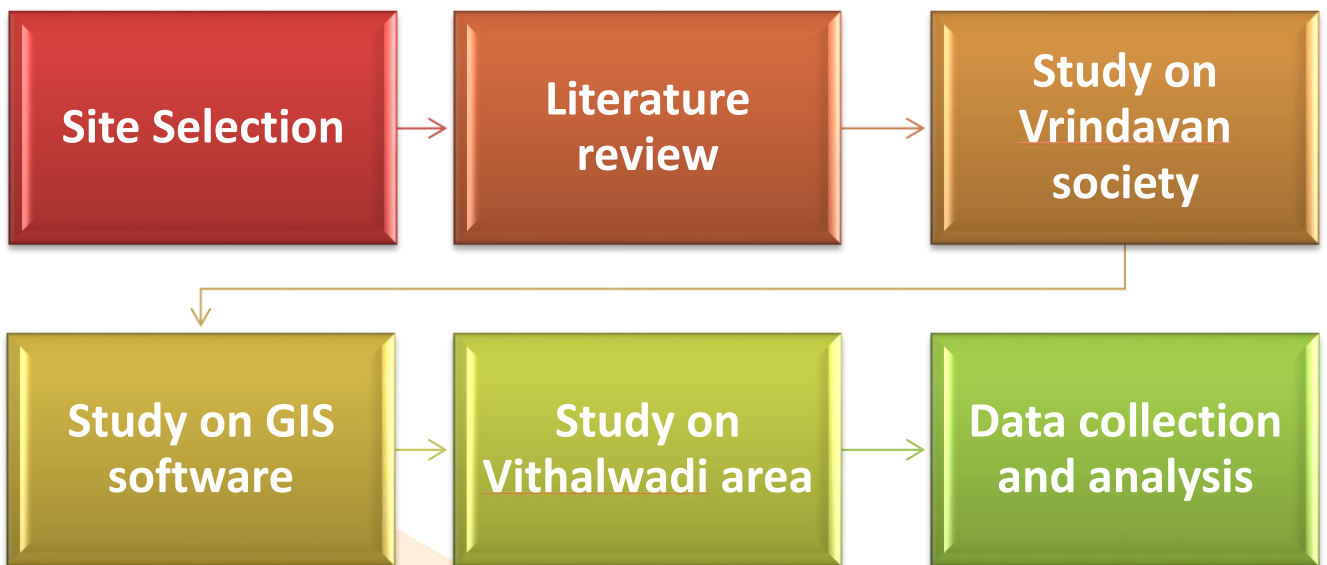 Site Selection
Literature
review
Study on
Vrindavan
society
Study on GIS
software
Study on
Vithalwadi area
Data collection
and analysis